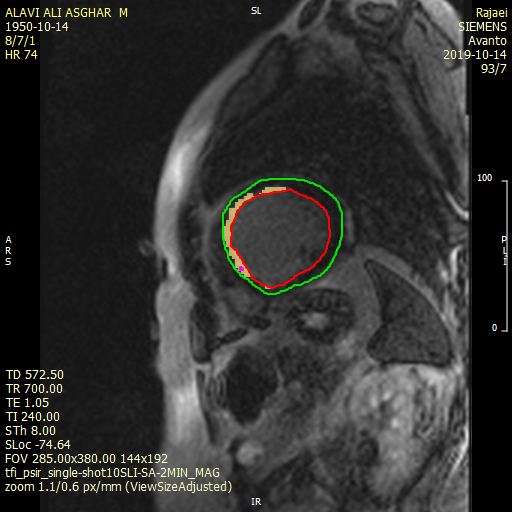 ALAVI ALI ASGHAR M
1950-10-14
8/7/1
HR 74
SL
Rajaei
SIEMENS
Avanto
2019-10-14
93/7
100
A
R
S
P
L
I
0
TD 572.50
TR 700.00
TE 1.05
TI 240.00
STh 8.00
SLoc -74.64
FOV 285.00x380.00 144x192
tfi_psir_single-shot10SLI-SA-2MIN_MAG
zoom 1.1/0.6 px/mm (ViewSizeAdjusted)
IR